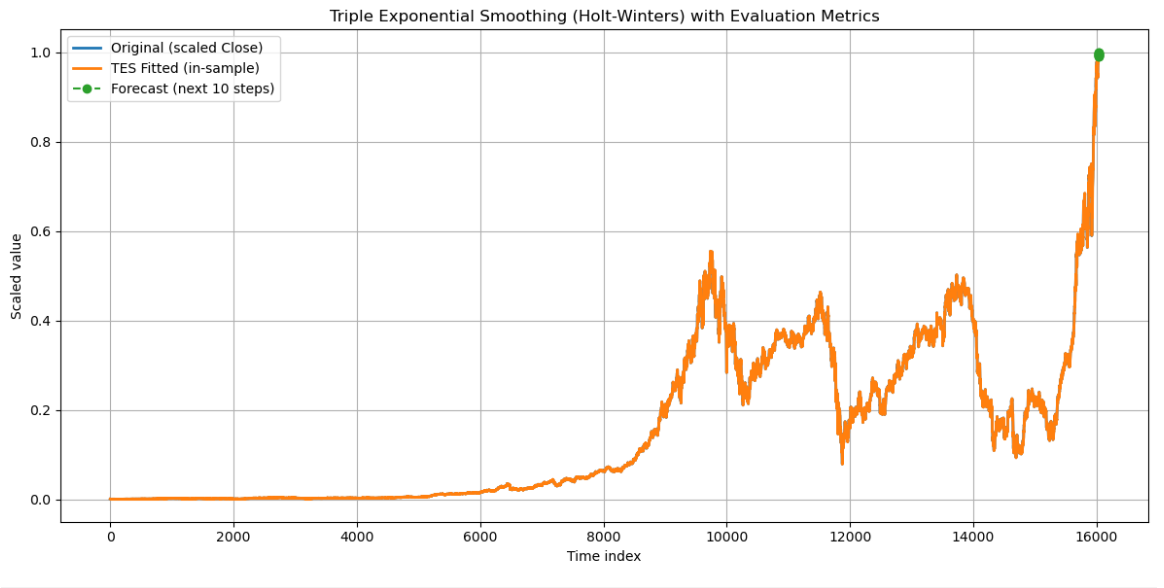 Triple Exponential Smoothing (Holt-Winters) with Evaluation Metrics
Original (scaled Close)
TES Fitted (in-sample)
Forecast (next 10 steps)
Scaled value
1.0
0.8
0.6
0.4
0.2
0.0
0 2000 4000 6000 8000 10000 12000 14000 16000
Time index